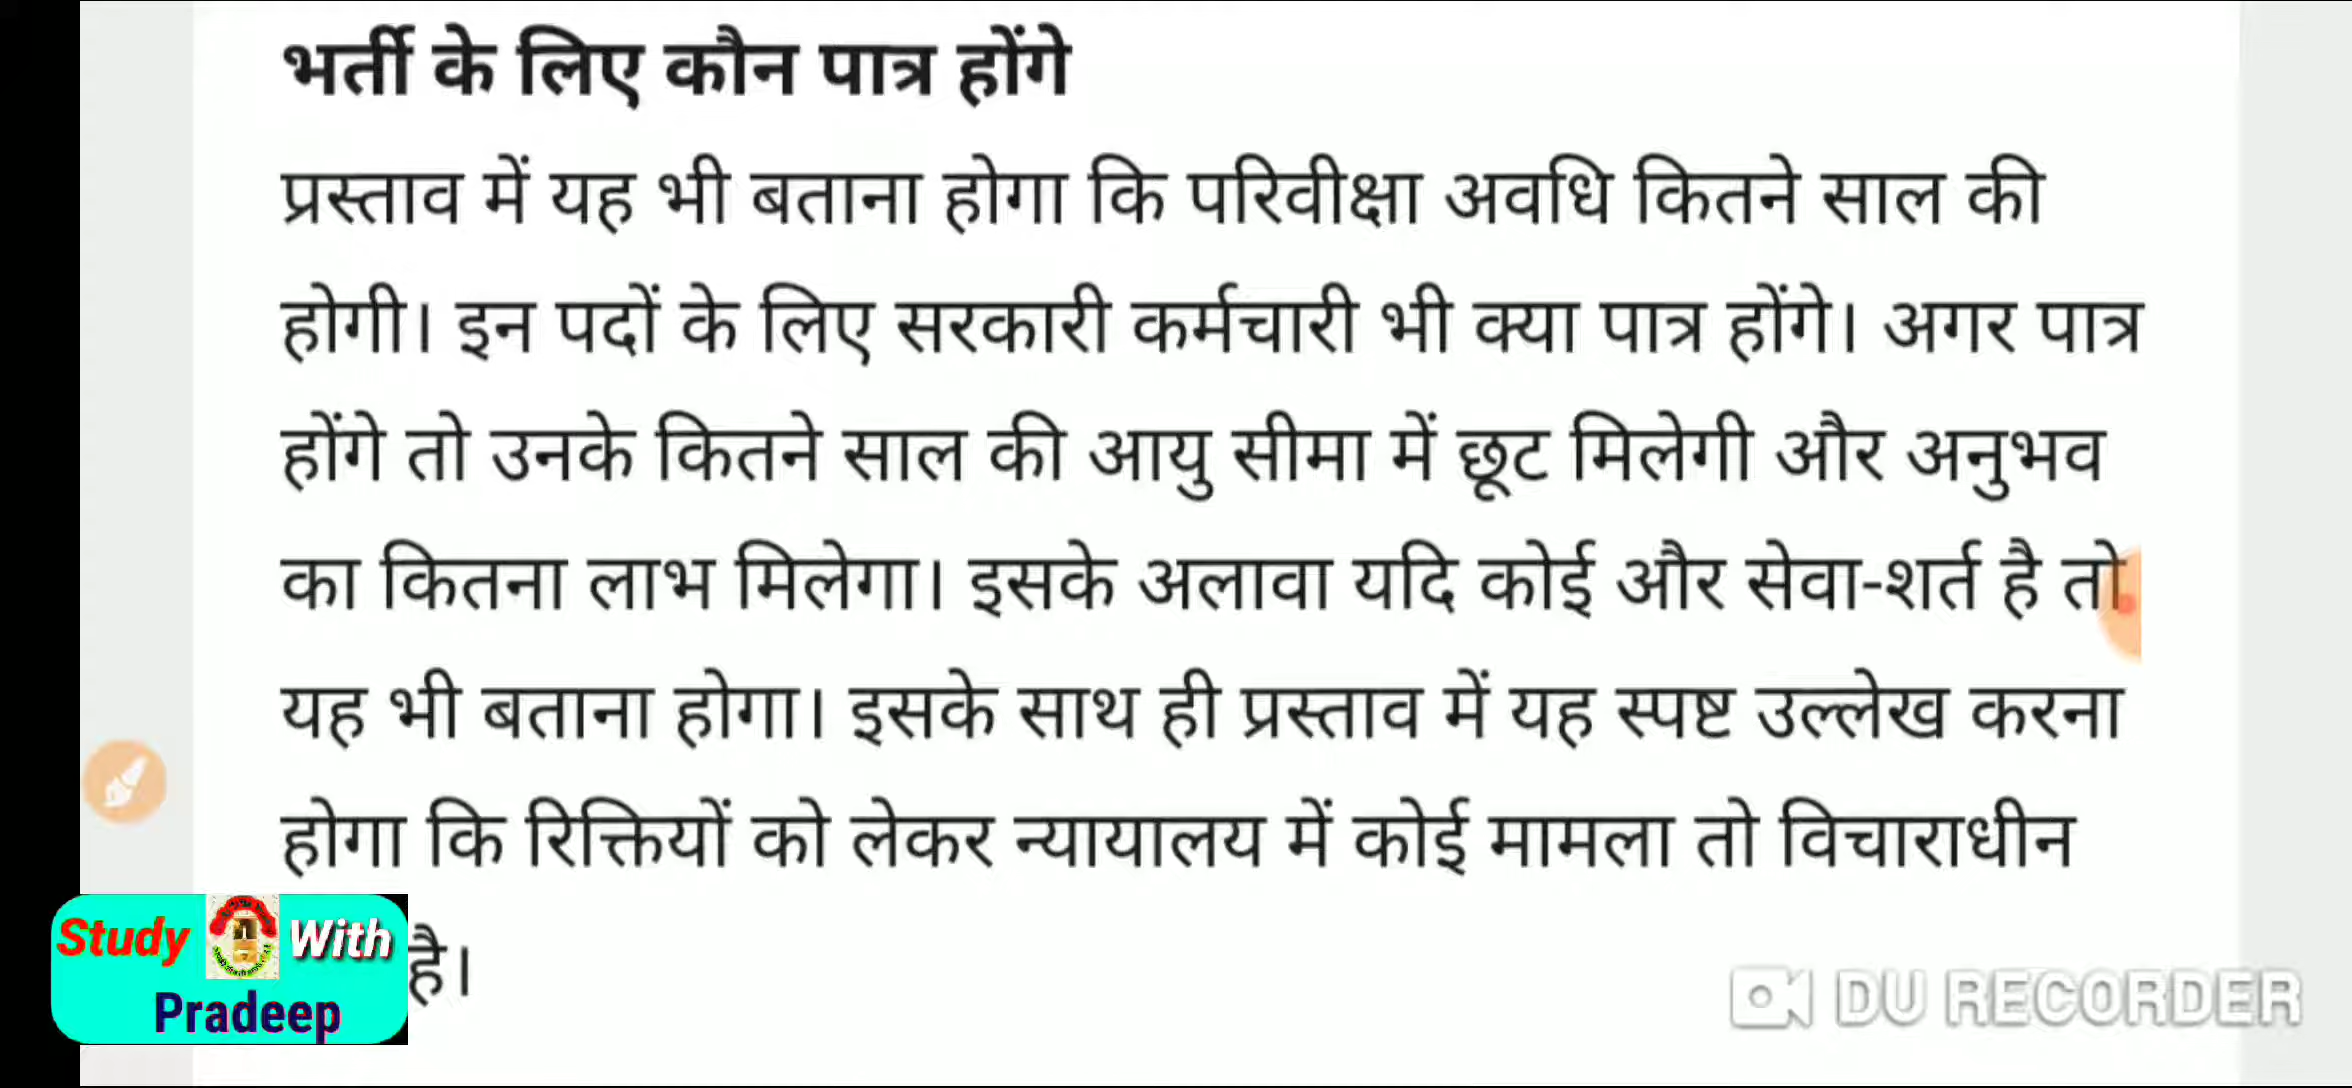 भर्ती के लिए कौन पात्र होंगे
प्रस्ताव में यह भी बताना होगा कि परिवीक्षा अवधि कितने साल की
होगी। इन पदों के लिए सरकारी कर्मचारी भी क्या पात्र होंगे। अगर पात्र
होंगे तो उनके कितने साल की आयु सीमा में छूट मिलेगी और अनुभव
का कितना लाभ मिलेगा। इसके अलावा यदि कोई और सेवा-शर्त है तो
यह भी बताना होगा। इसके साथ ही प्रस्ताव में यह स्पष्ट उल्लेख करना
होगा कि रिक्तियों को लेकर न्यायालय में कोई मामला तो विचाराधीन
है।
Study With
Pradeep
DU RECORDER